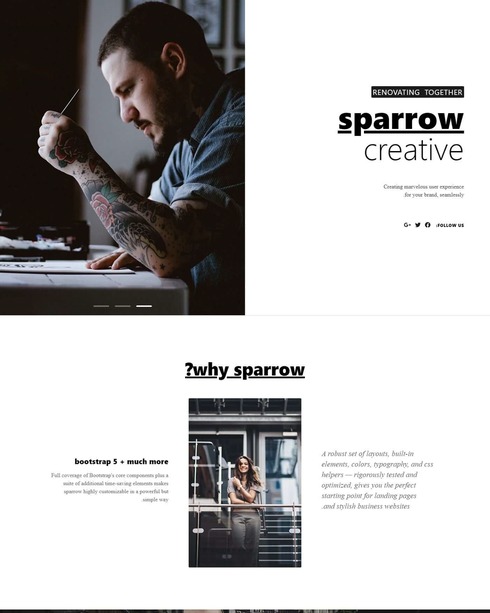 RENOVATING TOGETHER
sparrow
creative
Creating marvelous user experience
.for your brand, seamlessly
:FOLLOW US
?why sparrow
bootstrap 5 + much more
Full coverage of Bootstrap's core components plus a
suite of additional time-saving elements makes
sparrow highly customizable in a powerful but
.simple way
A robust set of layouts, built-in
elements, colors, typography, and css
helpers — rigorously tested and
optimized, gives you the perfect
starting point for landing pages
.and stylish business websites